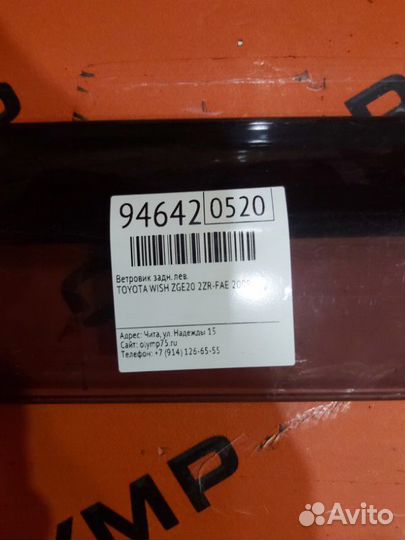 94642 0520
Ветровик задн. лев.
TOYOTA WISH ZGE20 2ZR-FAE
Адрес: Чита, ул. Надежды 15
Сайт: olymp75.ru
Телефон: +7 (914) 126-65-55
YMP
Avito